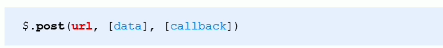 $.post(url, [data], [callback])